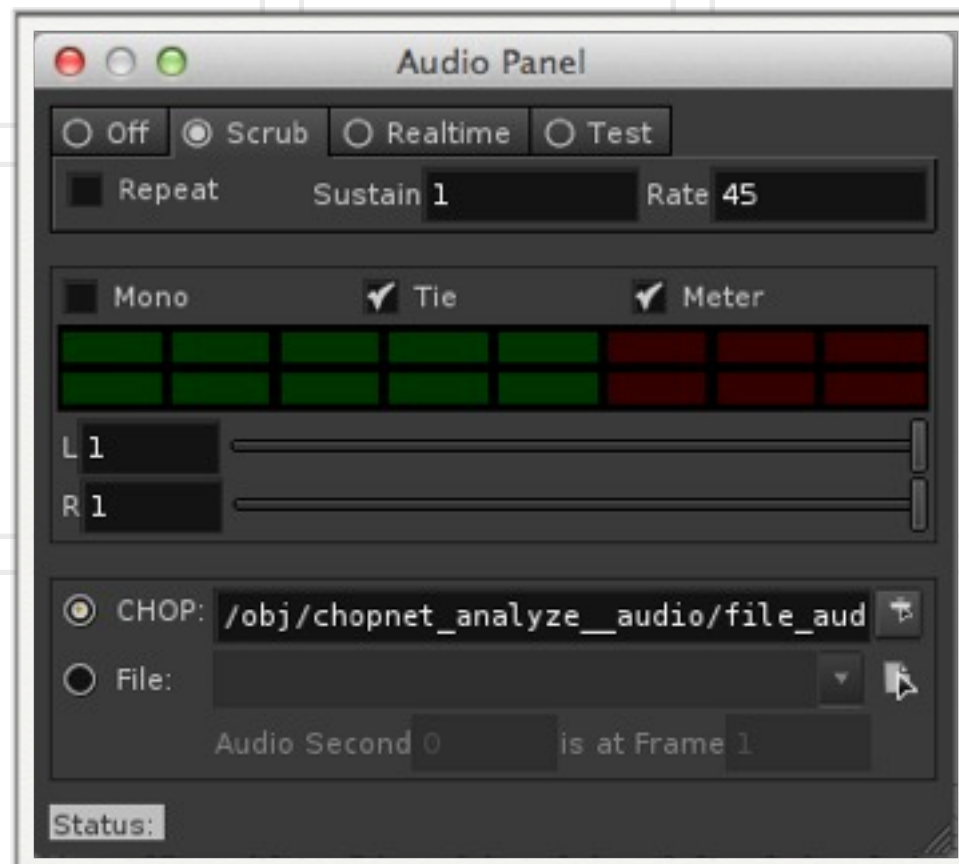 Audio Panel
Off Scrub Realtime Test
Repeat Sustain 1 Rate 45
Mono Tie Meter
L 1
R 1
CHOP: /obj/chopnet_analyze__audio/file_aud
File:
Audio Second 0 is at Frame 1
Status: